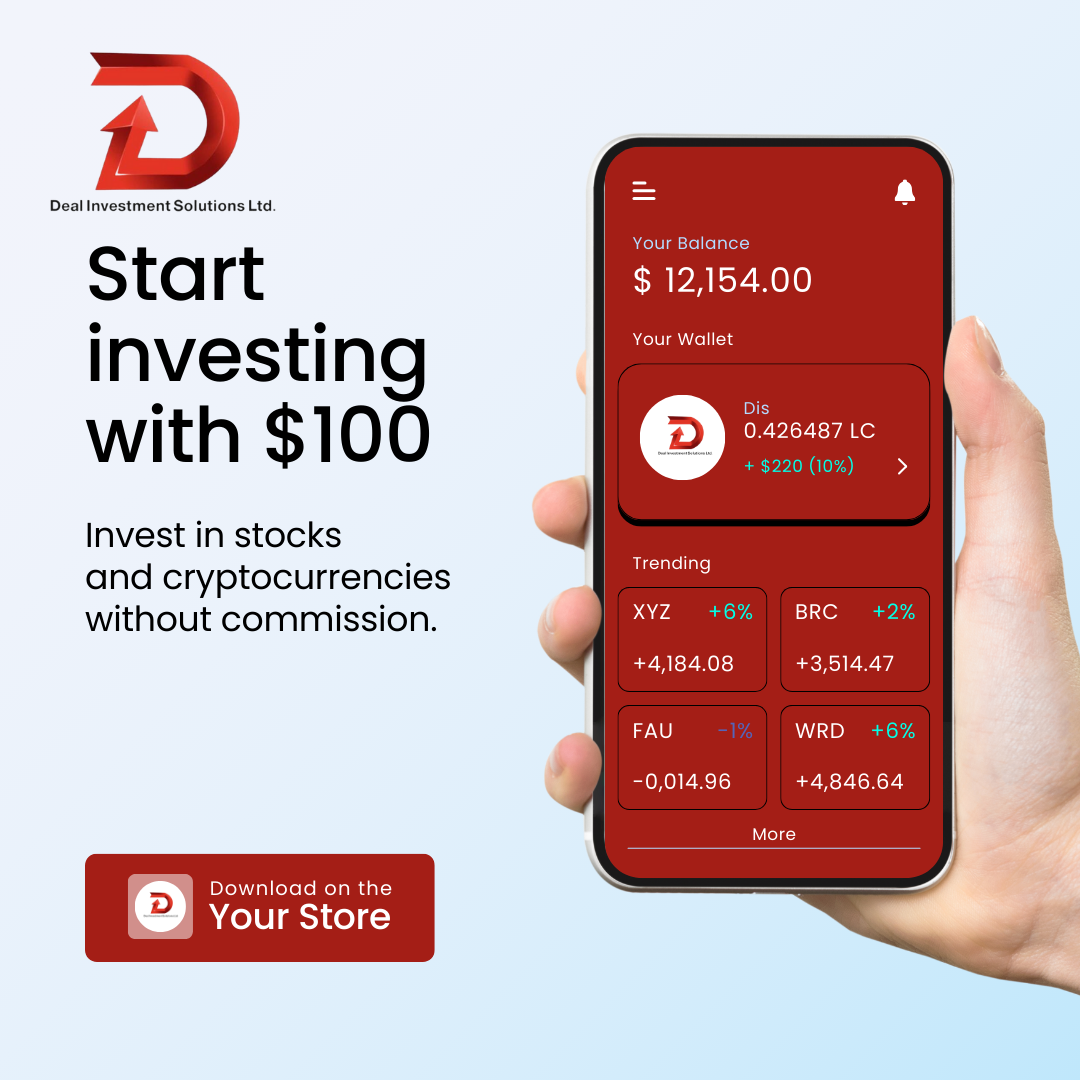 Deal Investment Solutions Ltd.
Start
investing
with $100
Invest in stocks
and cryptocurrencies
without commission.
Download on the
Your Store
Your Balance
$ 12,154.00
Your Wallet
Deal Investment Solutions Ltd
Dis
0.426487 LC
+ $220 (10%)
Trending
XYZ +6%
+4,184.08
BRC +2%
+3,514.47
FAU -1%
-0,014.96
WRD +6%
+4,846.64
More